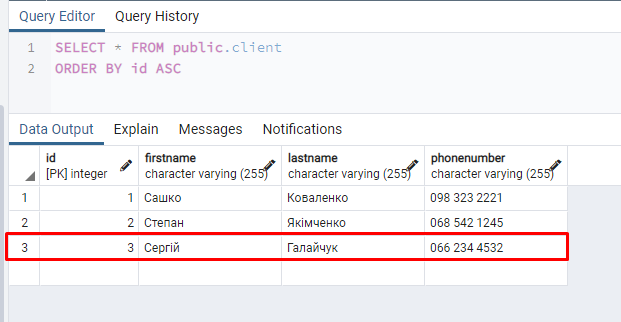 Query Editor Query History
1 SELECT * FROM public.client
2 ORDER BY id ASC
Data Output Explain Messages Notifications
id firstname lastname phonenumber
[PK] integer character varying (255) character varying (255) character varying (255)
1 1 Сашко Коваленко 098 323 2221
2 2 Степан Якімченко 068 542 1245
3 3 Сергій Галайчук 066 234 4532